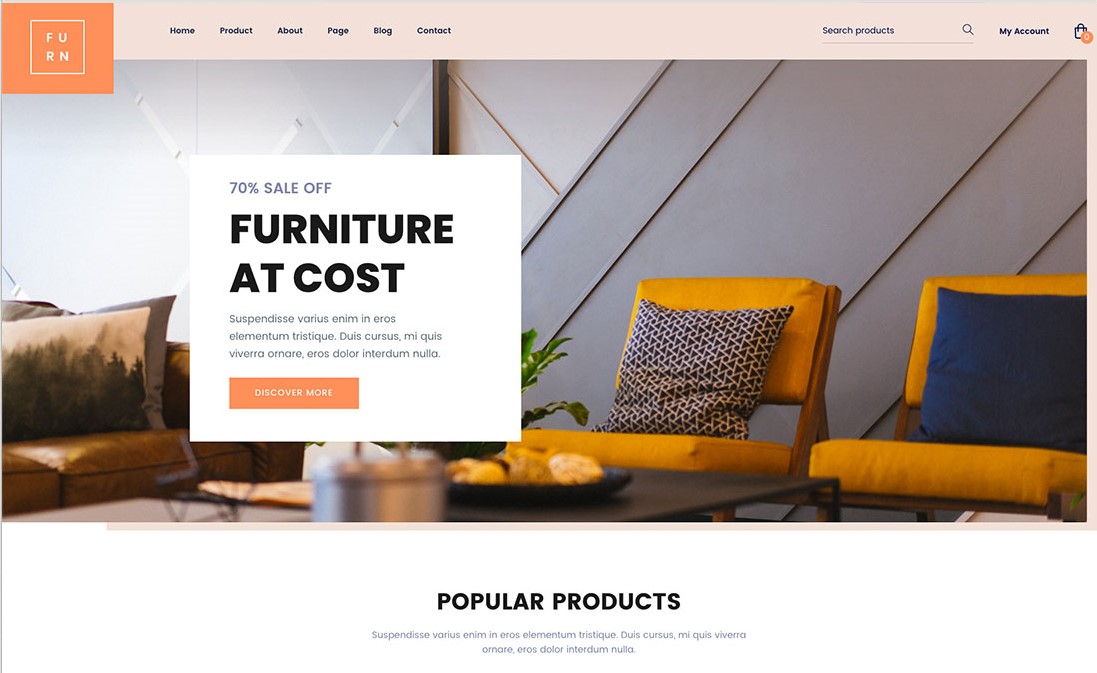 F U
R N
Home Product About Page Blog Contact
Search products
My Account
0
70% SALE OFF
FURNITURE
AT COST
Suspendisse varius enim in eros
elementum tristique. Duis cursus, mi quis
viverra ornare, eros dolor interdum nulla.
DISCOVER MORE
POPULAR PRODUCTS
Suspendisse varius enim in eros elementum tristique. Duis cursus, mi quis viverra
ornare, eros dolor interdum nulla.